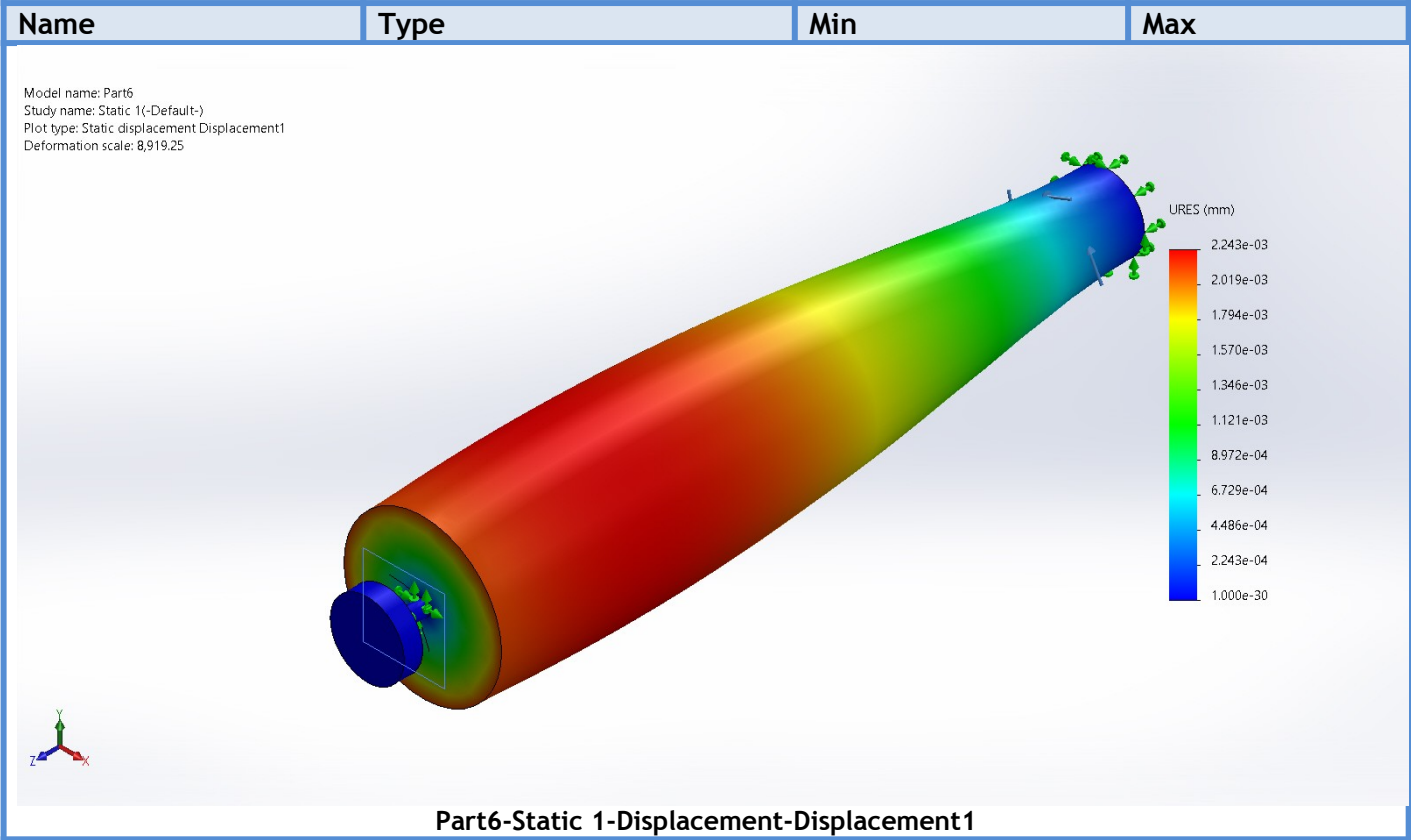 Name Type Min Max
Model name: Part6
Study name: Static 1(-Default-)
Plot type: Static displacement Displacement1
Deformation scale: 8,919.25
URES (mm)
2.243e-03
2.019e-03
1.794e-03
1.570e-03
1.346e-03
1.121e-03
8.972e-04
6.729e-04
4.486e-04
2.243e-04
1.000e-30
Y
Z
X
Part6-Static 1-Displacement-Displacement1